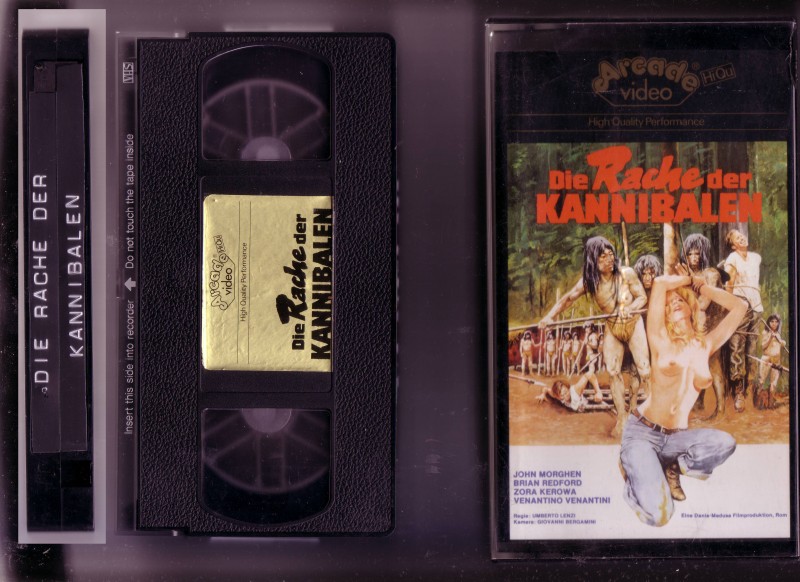 DIE RACHE DER
KANNIBALEN
VHS
Insert this side into recorder Do not touch the tape inside
Arcade
video
High Quality Performance
Die Rache der
KANNIBALEN
Arcade HiQu
video
High Quality Performance
Die Rache der
KANNIBALEN
JOHN MORGHEN
BRIAN REDFORD
ZORA KEROWA
VENANTINO VENANTINI
Regie: UMBERTO LENZI
Kamera: GIOVANNI BERGAMINI
Eine Dania-Medusa Filmproduktion, Rom